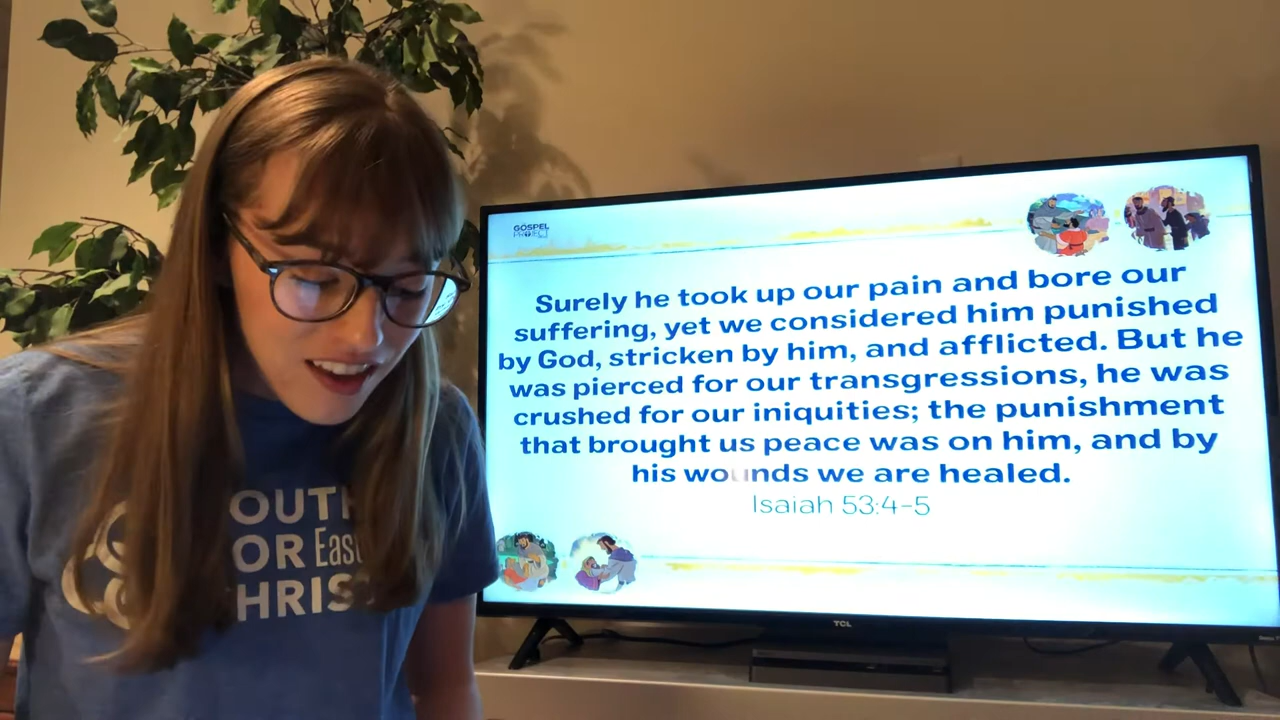 GOSPEL
PROJECT
Surely he took up our pain and bore our
suffering, yet we considered him punished
by God, stricken by him, and afflicted. But he
was pierced for our transgressions, he was
crushed for our iniquities; the punishment
that brought us peace was on him, and by
his wounds we are healed.
Isaiah 53:4-5
TCL
OUTH
OR East
HRIS